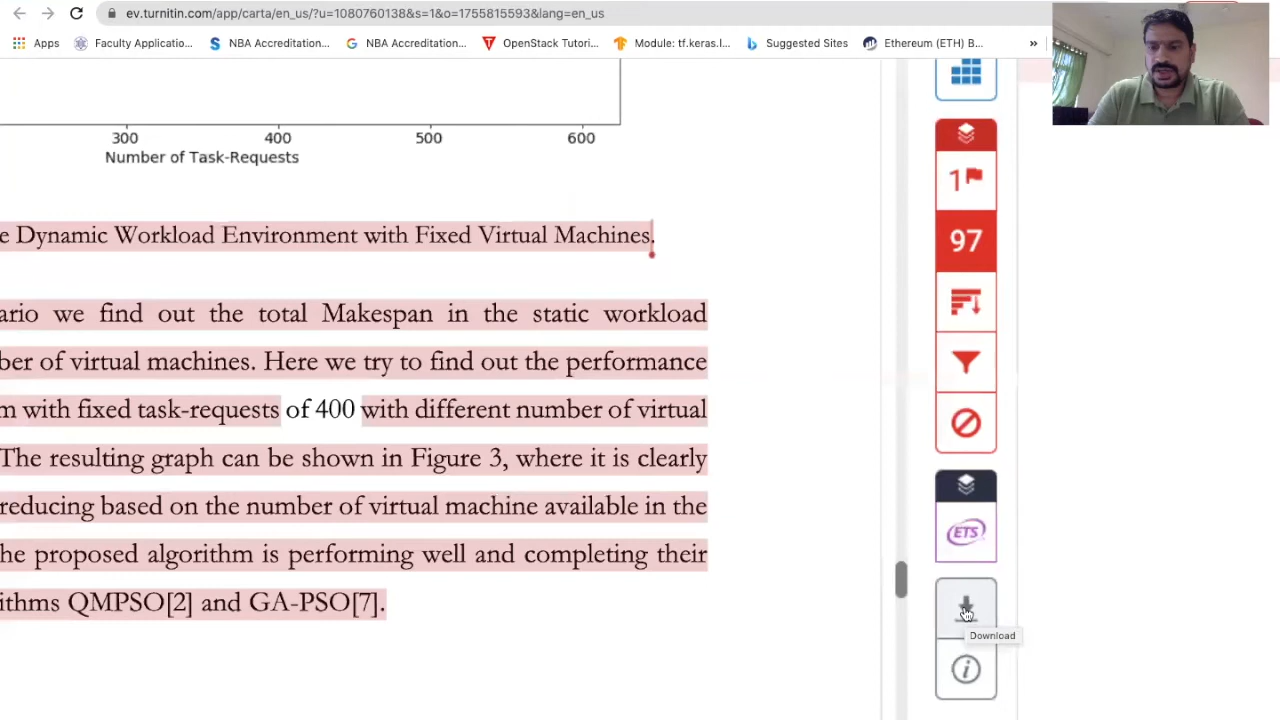 ev.turnitin.com/app/carta/en_us/?u=1080760138&s=1&o=1755815593&lang=en_us
Apps Faculty Applicatio... NBA Accreditation... NBA Accreditation... OpenStack Tutori... Module: tf.keras.l... Suggested Sites Ethereum (ETH) B... »
300 400 500 600
Number of Task-Requests
1
e Dynamic Workload Environment with Fixed Virtual Machines.
97
ario we find out the total Makespan in the static workload
ber of virtual machines. Here we try to find out the performance
m with fixed task-requests of 400 with different number of virtual
The resulting graph can be shown in Figure 3, where it is clearly
reducing based on the number of virtual machine available in the
ETS
he proposed algorithm is performing well and completing their
ithms QMPSO[2] and GA-PSO[7].
Download
i